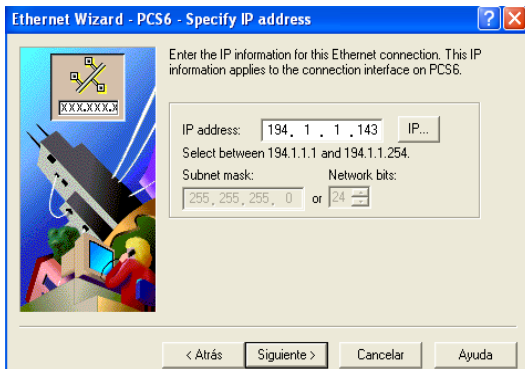 Ethernet Wizard - PCS6 - Specify IP address
XXX.XXX.X
Enter the IP information for this Ethernet connection. This IP
information applies to the connection interface on PCS6.
IP address: 194. 1 . 1 .143 IP...
Select between 194.1.1.1 and 194.1.1.254.
Subnet mask: Network bits:
255.255.255. 0 or 24
< Atrás Siguiente > Cancelar Ayuda